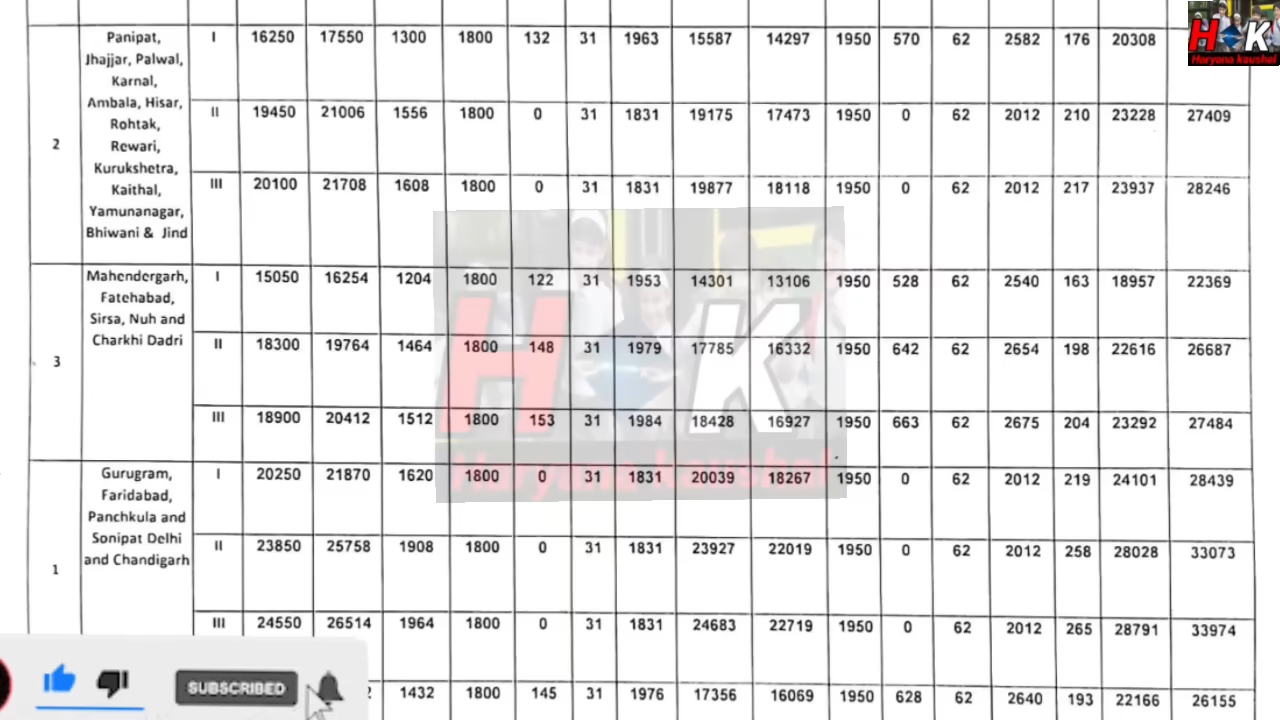 Panipat, I 16250 17550 1300 1800 132 31 1963 15587 14297 1950 570 62 2582 176 20308
Jhajjar, Palwal,
Karnal,
Ambala, Hisar, II 19450 21006 1556 1800 0 31 1831 19175 17473 1950 0 62 2012 210 23228 27409
Rohtak,
2 Rewari,
Kurukshetra,
Kaithal, III 20100 21708 1608 1800 0 31 1831 19877 18118 1950 0 62 2012 217 23937 28246
Yamunanagar,
Bhiwani & Jind
Mahendergarh, I 15050 16254 1204 1800 122 31 1953 14301 13106 1950 528 62 2540 163 18957 22369
Fatehabad,
Sirsa, Nuh and
Charkhi Dadri II 18300 19764 1464 1800 148 31 1979 17785 16332 1950 642 62 2654 198 22616 26687
3
III 18900 20412 1512 1800 153 31 1984 18428 16927 1950 663 62 2675 204 23292 27484
Gurugram, I 20250 21870 1620 1800 0 31 1831 20039 18267 1950 0 62 2012 219 24101 28439
Faridabad,
Panchkula and
Sonipat Delhi II 23850 25758 1908 1800 0 31 1831 23927 22019 1950 0 62 2012 258 28028 33073
and Chandigarh
1
III 24550 26514 1964 1800 0 31 1831 24683 22719 1950 0 62 2012 265 28791 33974
1432 1800 145 31 1976 17356 16069 1950 628 62 2640 193 22166 26155
H K
Haryana kaushal
H K
Haryana kaushal
SUBSCRIBED